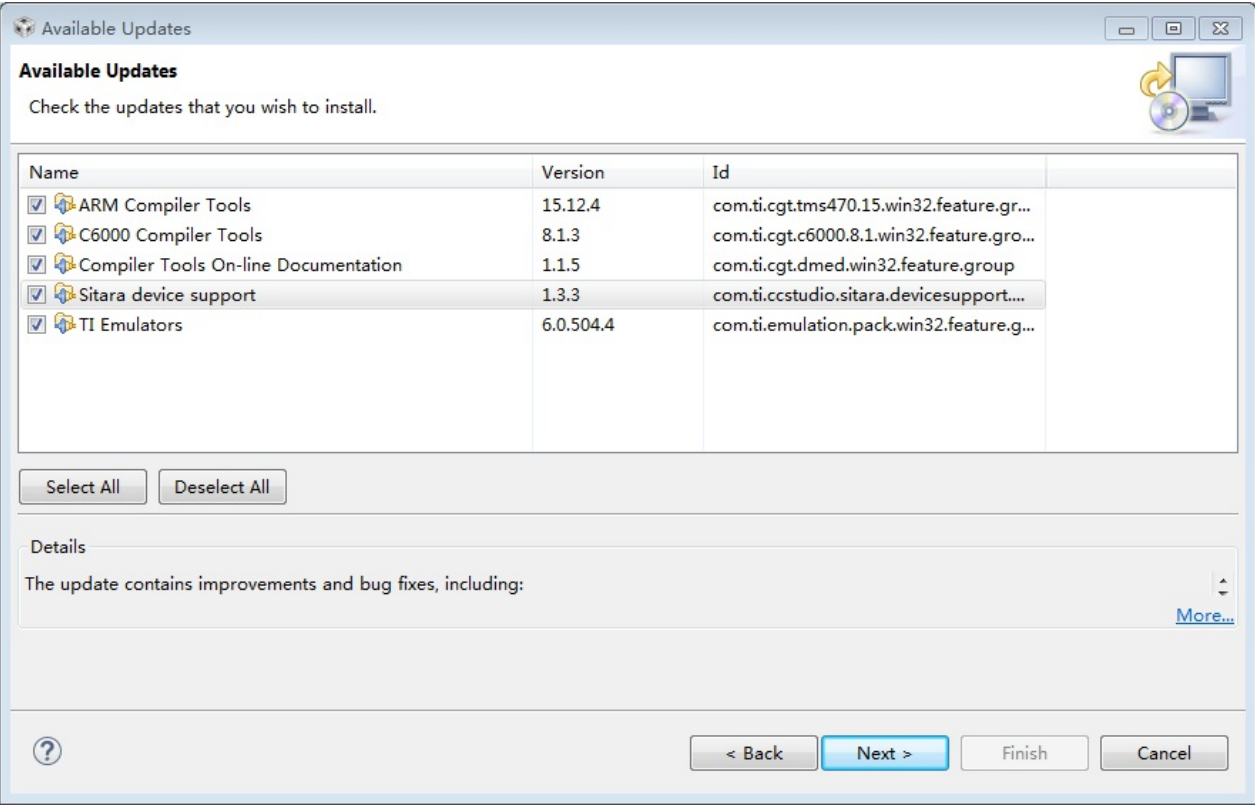 Available Updates
Available Updates
Check the updates that you wish to install.
Name Version Id
ARM Compiler Tools 15.12.4 com.ti.cgt.tms470.15.win32.feature.gr...
C6000 Compiler Tools 8.1.3 com.ti.cgt.c6000.8.1.win32.feature.gro...
Compiler Tools On-line Documentation 1.1.5 com.ti.cgt.dmed.win32.feature.group
Sitara device support 1.3.3 com.ti.ccstudio.sitara.devicesupport....
TI Emulators 6.0.504.4 com.ti.emulation.pack.win32.feature.g...
Select All Deselect All
Details
The update contains improvements and bug fixes, including:
More...
? < Back Next > Finish Cancel